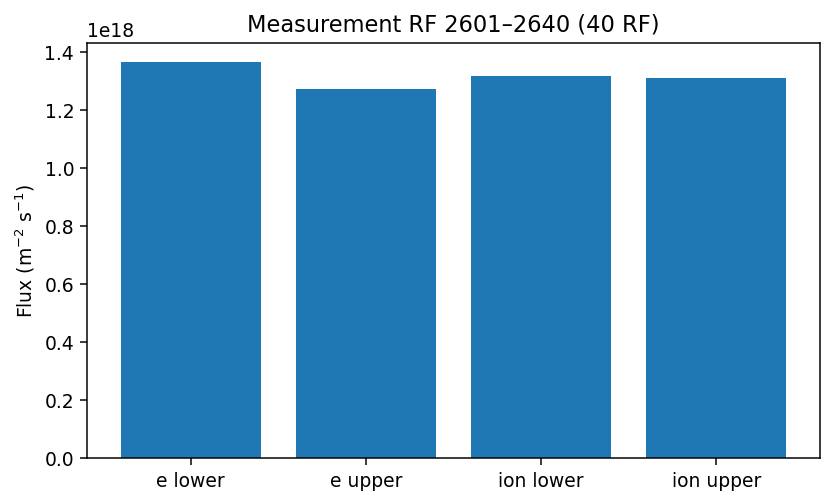 Measurement RF 2601–2640 (40 RF)
1e18
1.4
1.2
1.0
0.8
0.6
0.4
0.2
0.0
Flux (m⁻² s⁻¹)
e lower e upper ion lower ion upper